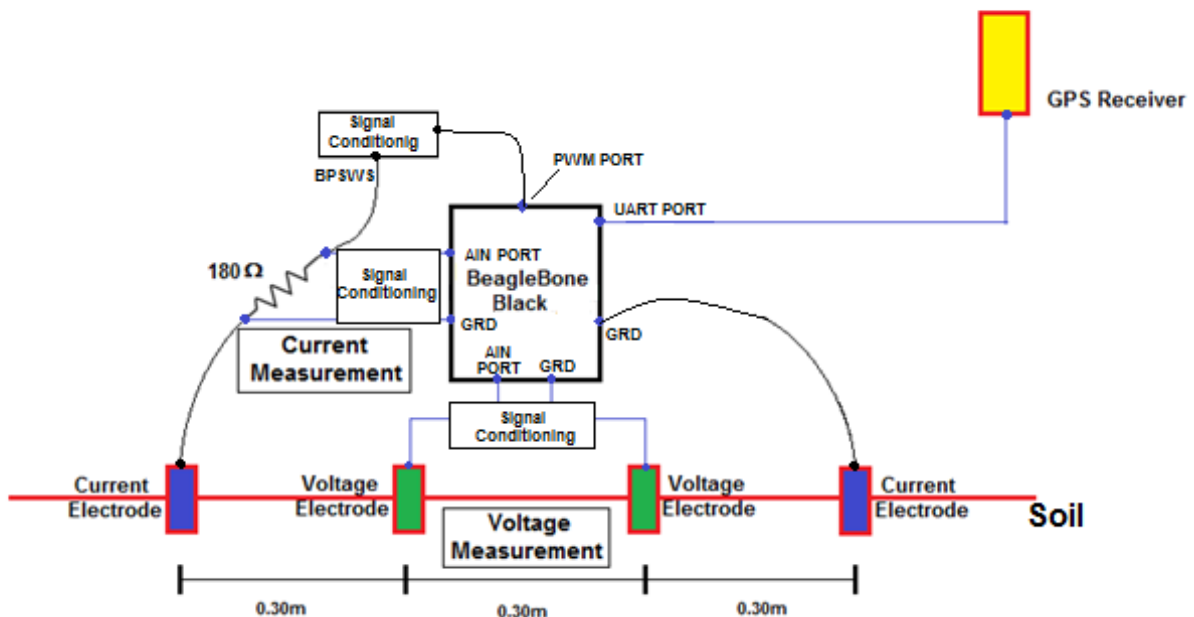 GPS Receiver
Signal
Conditionig
PWM PORT
BPSWS
UART PORT
180 Ω
AIN PORT
Signal
Conditioning
BeagleBone
Black
GRD
GRD
Current
Measurement
AIN
PORT
GRD
Signal
Conditioning
Current
Electrode
Voltage
Electrode
Voltage
Electrode
Current
Electrode
Voltage
Measurement
Soil
0.30m
0.30m
0.30m